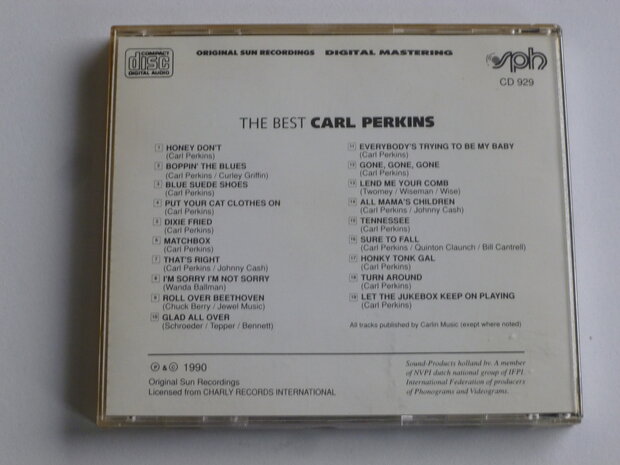 COMPACT
disc
DIGITAL AUDIO
ORIGINAL SUN RECORDINGS DIGITAL MASTERING
sph
CD 929
THE BEST CARL PERKINS
1 HONEY DON'T
(Carl Perkins)
2 BOPPIN' THE BLUES
(Carl Perkins / Curley Griffin)
3 BLUE SUEDE SHOES
(Carl Perkins)
4 PUT YOUR CAT CLOTHES ON
(Carl Perkins)
5 DIXIE FRIED
(Carl Perkins)
6 MATCHBOX
(Carl Perkins)
7 THAT'S RIGHT
(Carl Perkins / Johnny Cash)
8 I'M SORRY I'M NOT SORRY
(Wanda Ballman)
9 ROLL OVER BEETHOVEN
(Chuck Berry / Jewel Music)
10 GLAD ALL OVER
(Schroeder / Tepper / Bennett)
11 EVERYBODY'S TRYING TO BE MY BABY
(Carl Perkins)
12 GONE, GONE, GONE
(Carl Perkins)
13 LEND ME YOUR COMB
(Twomey / Wiseman / Wise)
14 ALL MAMA'S CHILDREN
(Carl Perkins / Johnny Cash)
15 TENNESSEE
(Carl Perkins)
16 SURE TO FALL
(Carl Perkins / Quinton Claunch / Bill Cantrell)
17 HONKY TONK GAL
(Carl Perkins)
18 TURN AROUND
(Carl Perkins)
19 LET THE JUKEBOX KEEP ON PLAYING
(Carl Perkins)
All tracks published by Carlin Music (exept where noted)
℗ & © 1990
Original Sun Recordings
Licensed from CHARLY RECORDS INTERNATIONAL
Sound-Products holland bv. A member
of NVPI dutch national group of IFPI.
International Federation of producers
of Phonograms and Videograms.